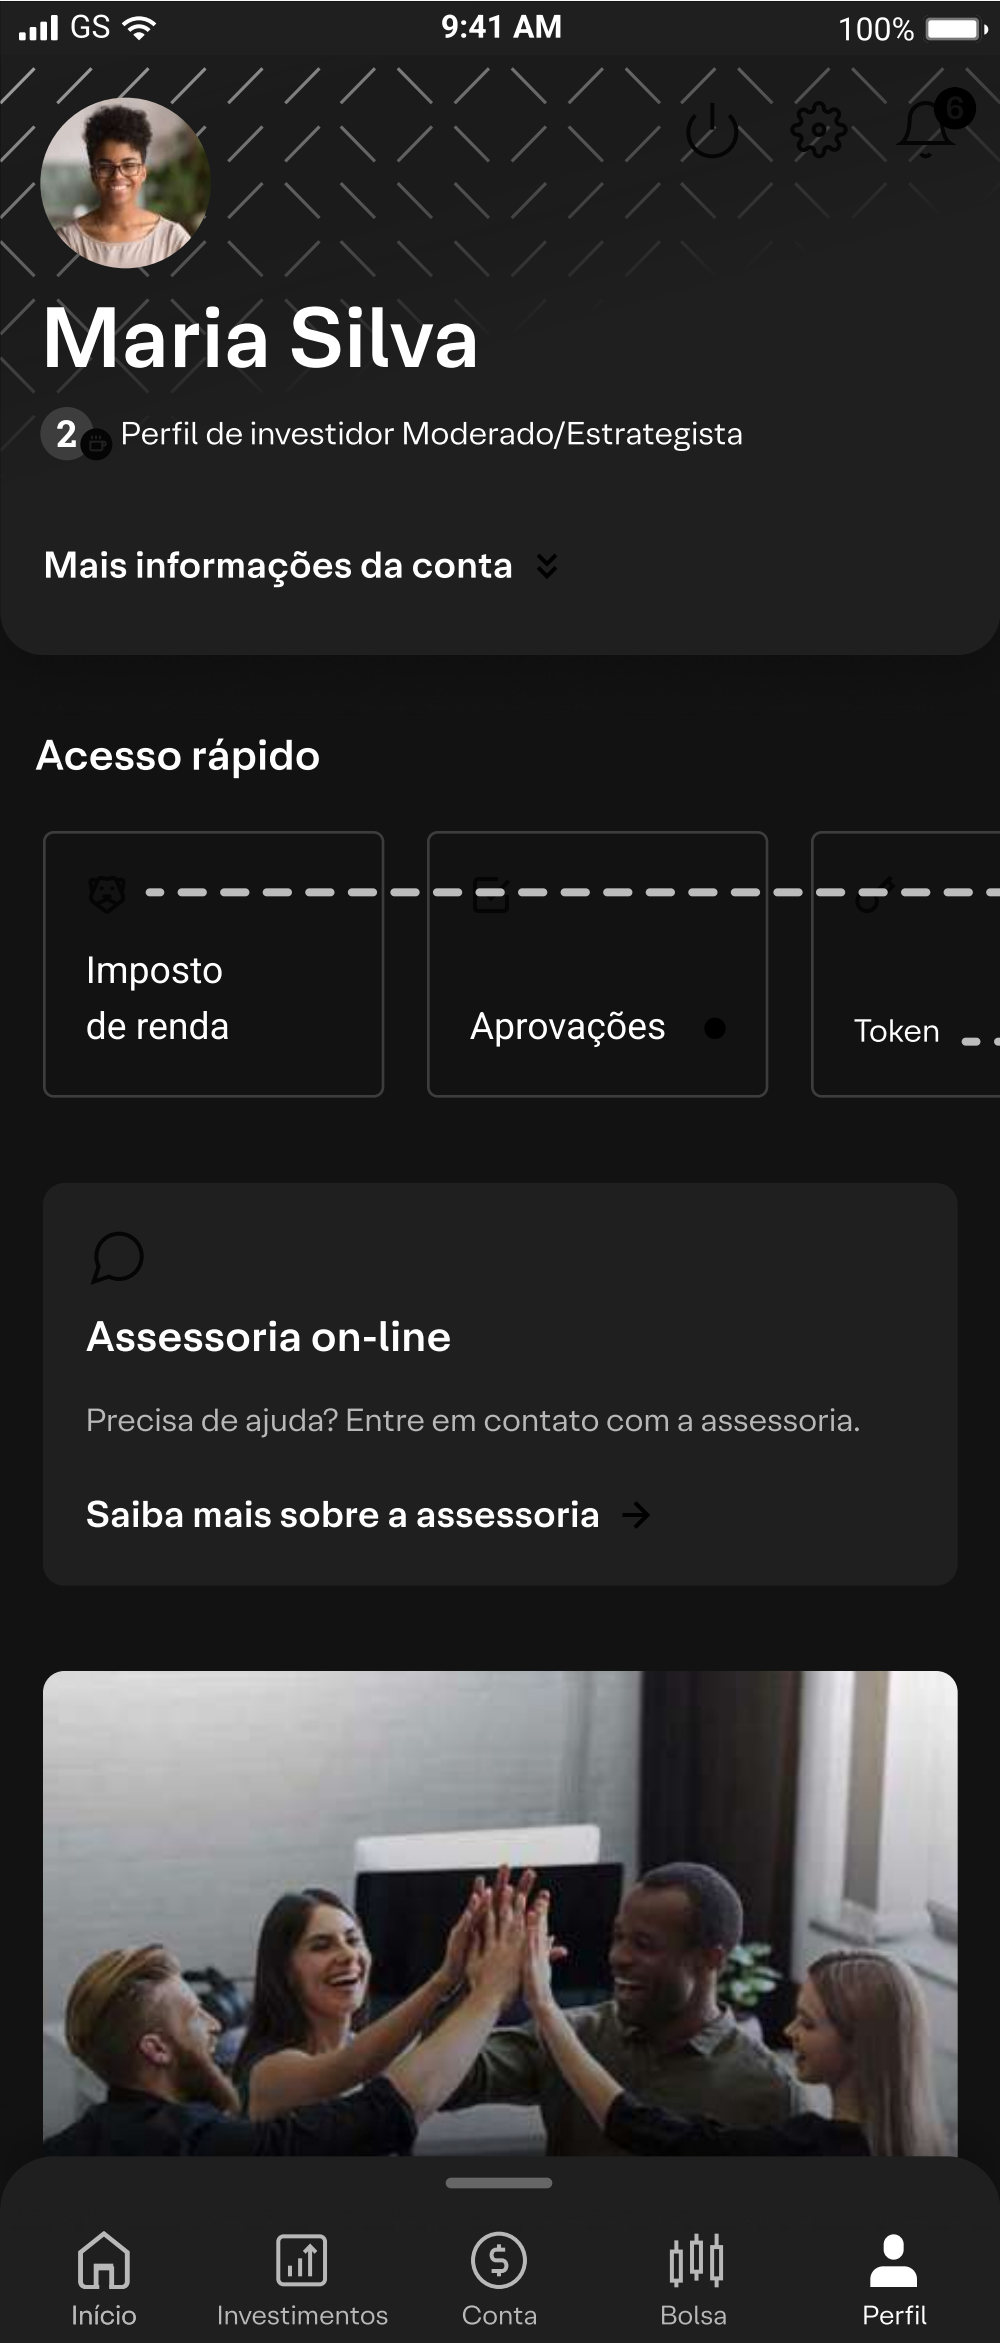 GS 9:41 AM 100%
6
Maria Silva
2 Perfil de investidor Moderado/Estrategista
Mais informações da conta
Acesso rápido
Imposto
de renda
Aprovações
Token
Assessoria on-line
Precisa de ajuda? Entre em contato com a assessoria.
Saiba mais sobre a assessoria
Início Investimentos Conta Bolsa Perfil